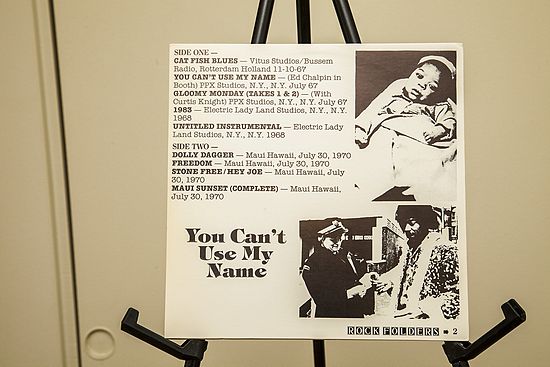 SIDE ONE —
CAT FISH BLUES — Vitus Studios/Bussem
Radio, Rotterdam Holland 11-10-67
YOU CAN'T USE MY NAME — (Ed Chalpin in
Booth) PPX Studios, N.Y., N.Y. July 67
GLOOMY MONDAY (TAKES 1 & 2) — (With
Curtis Knight) PPX Studios, N.Y., N.Y. July 67
1983 — Electric Lady Land Studios, N.Y., N.Y.
1968
UNTITLED INSTRUMENTAL — Electric Lady
Land Studios, N.Y., N.Y. 1968
SIDE TWO —
DOLLY DAGGER — Maui Hawaii, July 30, 1970
FREEDOM — Maui Hawaii, July 30, 1970
STONE FREE/HEY JOE — Maui Hawaii, July
30, 1970
MAUI SUNSET (COMPLETE) — Maui Hawaii,
July 30, 1970
You Can't
Use My
Name
ROCK FOLDERS ➡ 2